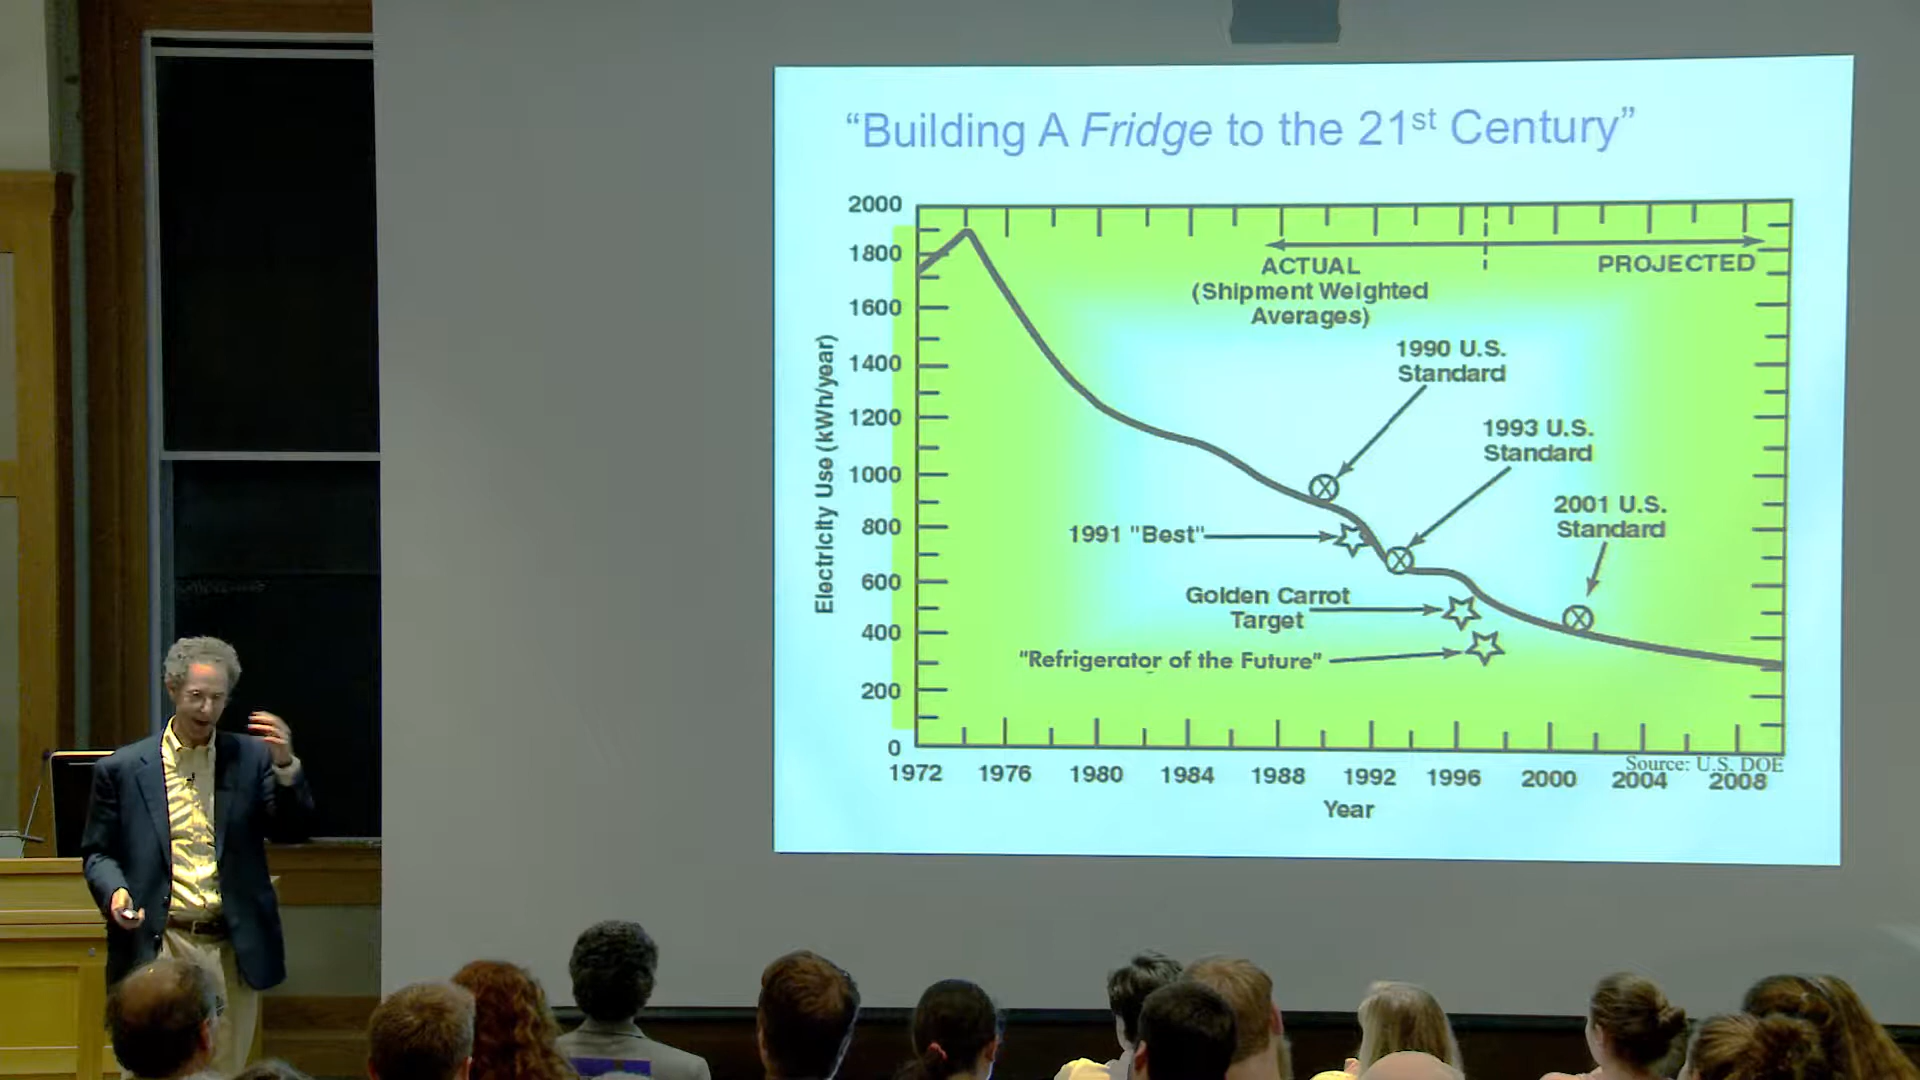 “Building A Fridge to the 21st Century”
2000
1800
1600
1400
1200
1000
800
600
400
200
0
Electricity Use (kWh/year)
ACTUAL
(Shipment Weighted
Averages)
PROJECTED
1990 U.S.
Standard
1993 U.S.
Standard
2001 U.S.
Standard
1991 "Best"
Golden Carrot
Target
"Refrigerator of the Future"
Source: U.S. DOE
1972 1976 1980 1984 1988 1992 1996 2000 2004 2008
Year